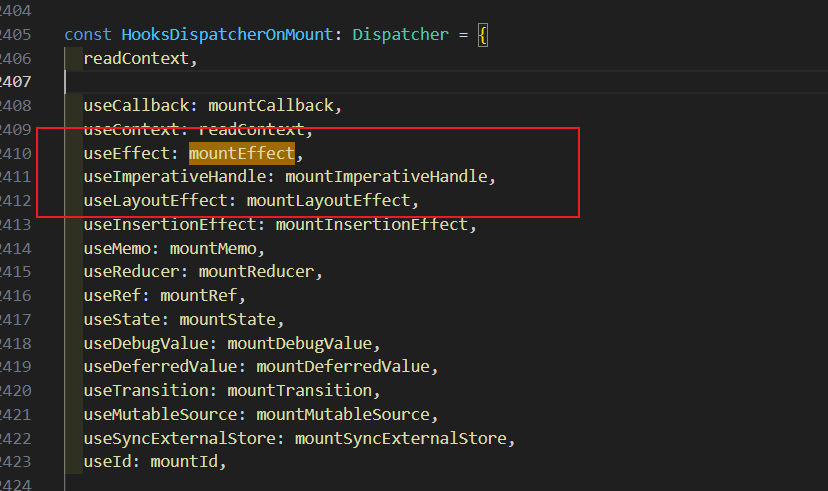 2404
2405 const HooksDispatcherOnMount: Dispatcher = {
2406 readContext,
2407
2408 useCallback: mountCallback,
2409 useContext: readContext,
2410 useEffect: mountEffect,
2411 useImperativeHandle: mountImperativeHandle,
2412 useLayoutEffect: mountLayoutEffect,
2413 useInsertionEffect: mountInsertionEffect,
2414 useMemo: mountMemo,
2415 useReducer: mountReducer,
2416 useRef: mountRef,
2417 useState: mountState,
2418 useDebugValue: mountDebugValue,
2419 useDeferredValue: mountDeferredValue,
2420 useTransition: mountTransition,
2421 useMutableSource: mountMutableSource,
2422 useSyncExternalStore: mountSyncExternalStore,
2423 useId: mountId,
2424